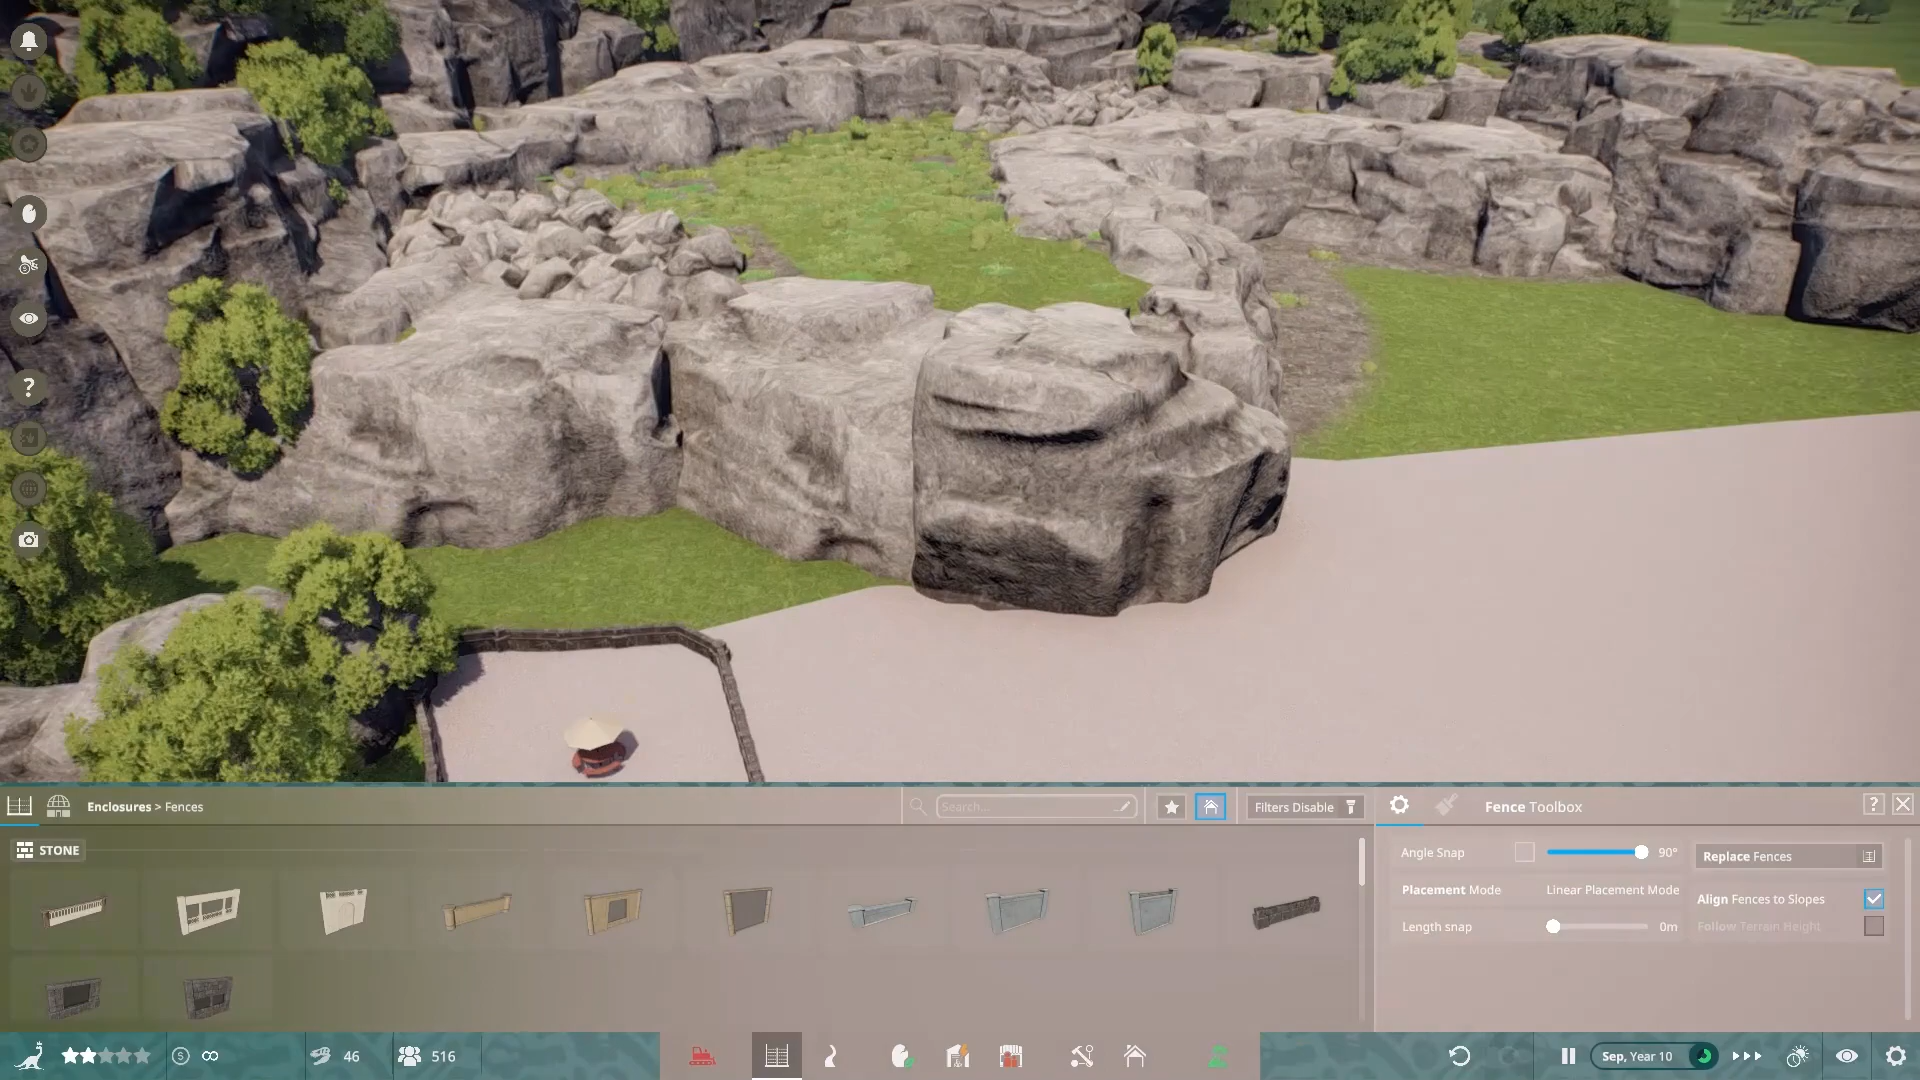 ?
Enclosures > Fences
Search...
Filters Disable
Fence Toolbox
?
STONE
Angle Snap
90°
Replace Fences
Placement Mode
Linear Placement Mode
Align Fences to Slopes
Length snap
0m
Follow Terrain Height
∞
46
516
Sep, Year 10